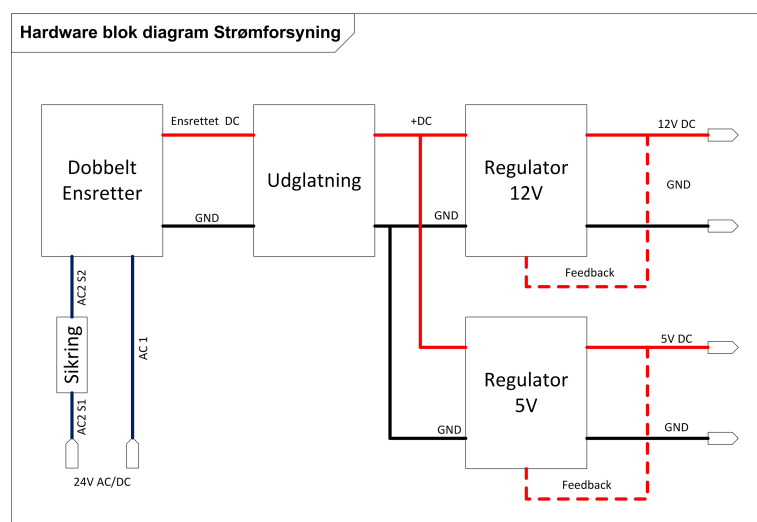 Hardware blok diagram Strømforsyning
Ensrettet DC
+DC
12V DC
Dobbelt
Ensretter
Udglatning
Regulator
12V
GND
GND
GND
Feedback
AC2 S2
Sikring
AC2 S1
AC 1
24V AC/DC
5V DC
Regulator
5V
GND
GND
Feedback